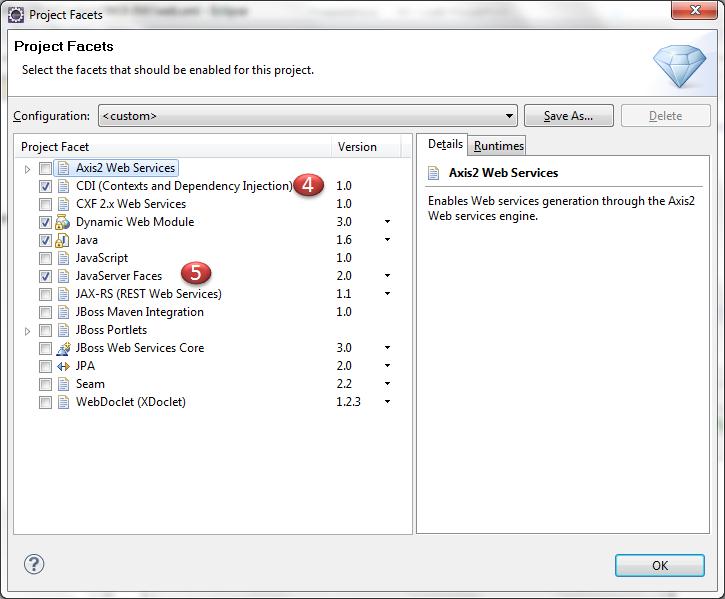 Project Facets
Project Facets
Select the facets that should be enabled for this project.
Configuration: <custom> Save As... Delete
Project Facet Version
Axis2 Web Services
CDI (Contexts and Dependency Injection) 4 1.0
CXF 2.x Web Services 1.0
Dynamic Web Module 3.0
Java 1.6
JavaScript 1.0
JavaServer Faces 5 2.0
JAX-RS (REST Web Services) 1.1
JBoss Maven Integration 1.0
JBoss Portlets
JBoss Web Services Core 3.0
JPA 2.0
Seam 2.2
WebDoclet (XDoclet) 1.2.3
Details Runtimes
Axis2 Web Services
Enables Web services generation through the Axis2
Web services engine.
?
OK